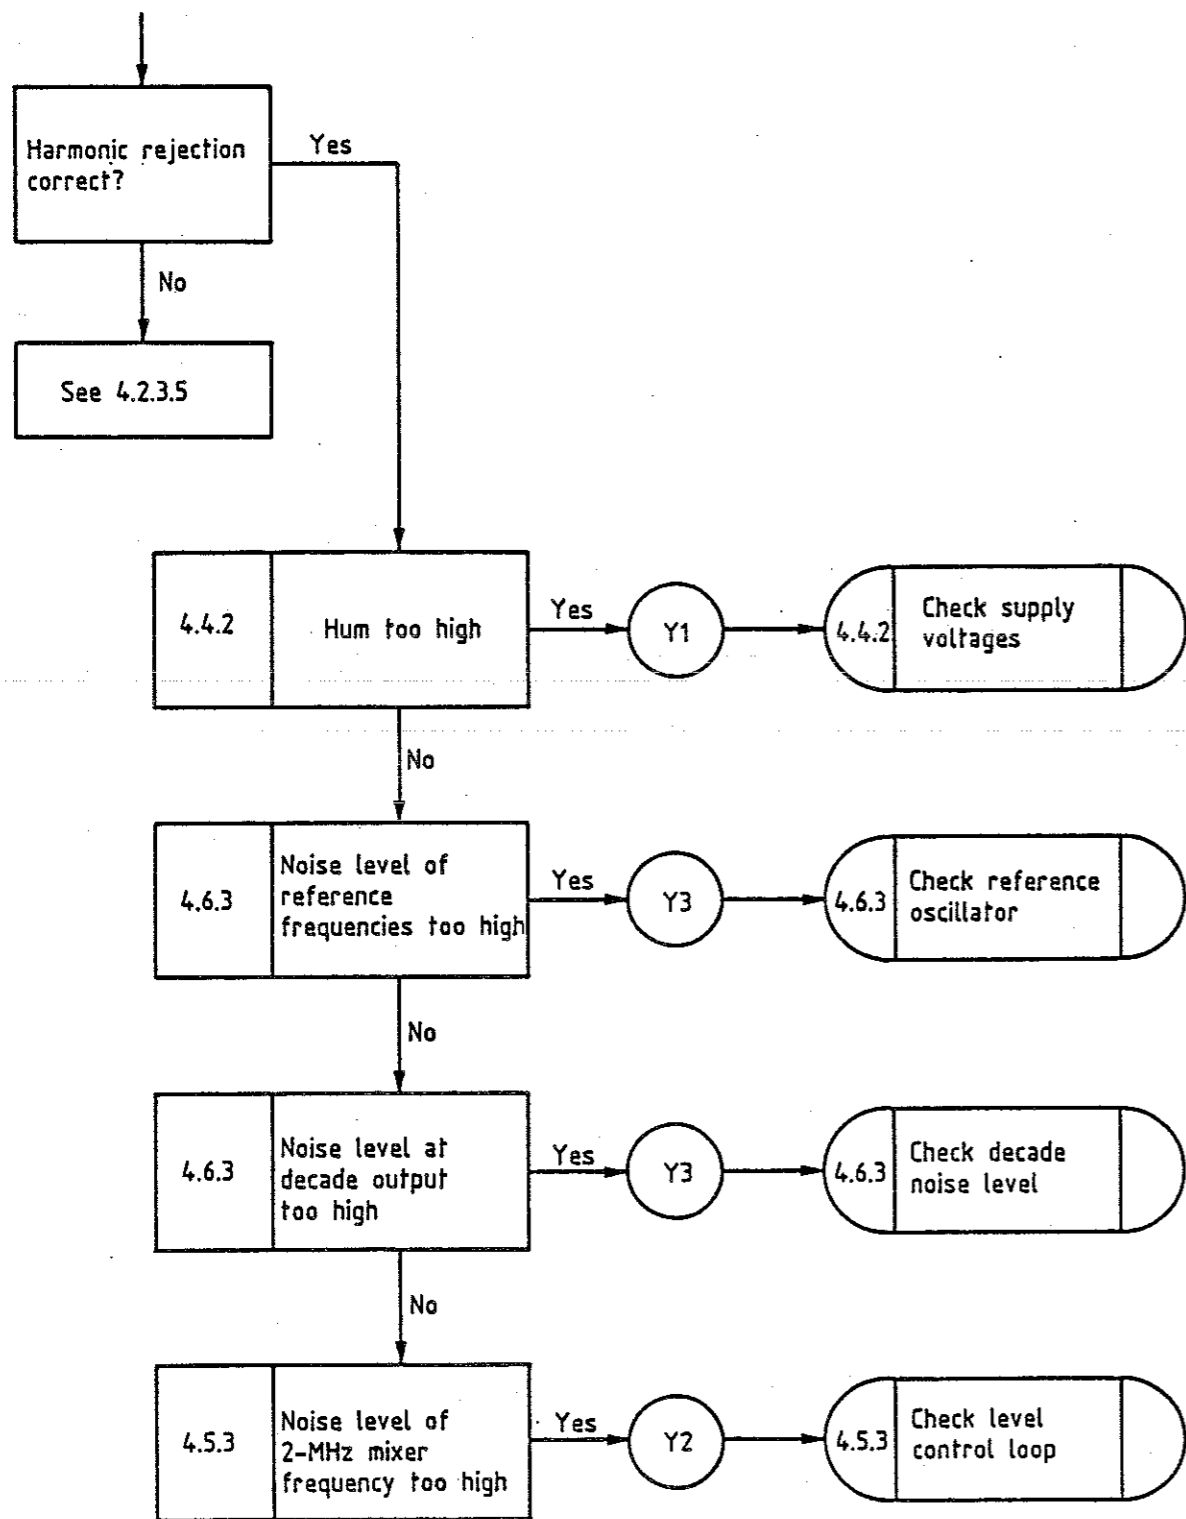 Harmonic rejection
correct?
Yes
No
See 4.2.3.5
4.4.2
Hum too high
Yes
Y1
4.4.2
Check supply
voltages
No
4.6.3
Noise level of
reference
frequencies too high
Yes
Y3
4.6.3
Check reference
oscillator
No
4.6.3
Noise level at
decade output
too high
Yes
Y3
4.6.3
Check decade
noise level
No
4.5.3
Noise level of
2-MHz mixer
frequency too high
Yes
Y2
4.5.3
Check level
control loop